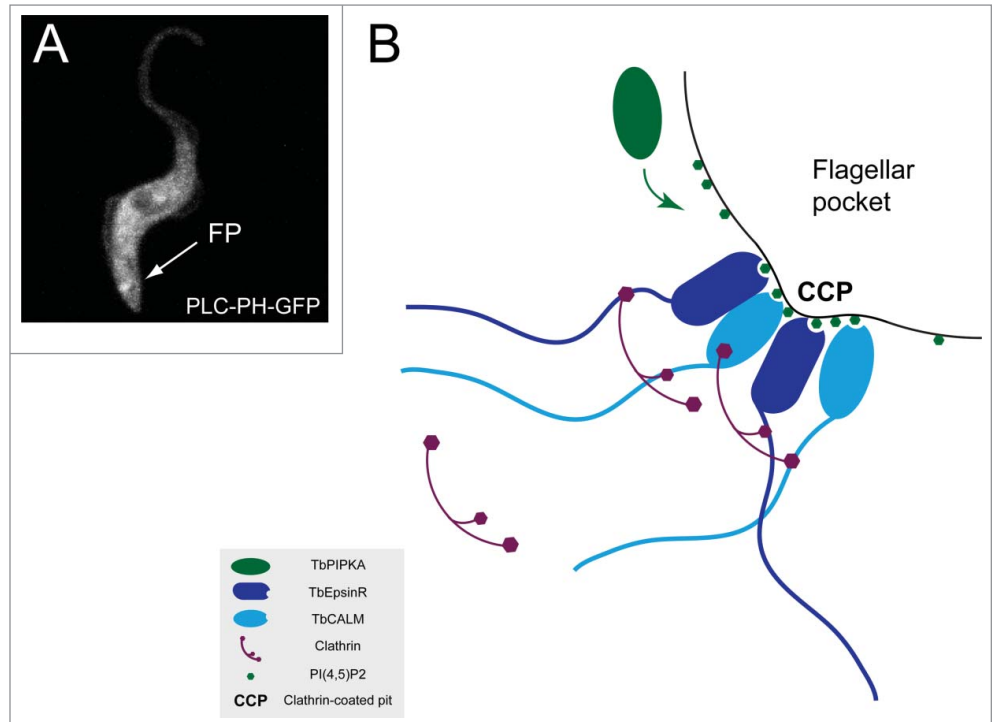 A
FP
PLC-PH-GFP
B
Flagellar
pocket
CCP
TbPIPKA
TbEpsinR
TbCALM
Clathrin
PI(4,5)P2
CCP Clathrin-coated pit